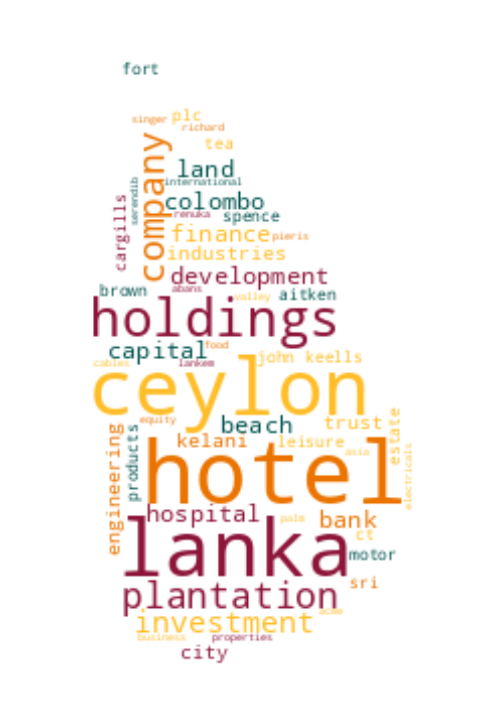 fort
singer
plc
richard
tea
company
land
international
serendib
cargills
colombo
renuka
spence
finance
pieris
industries
development
brown
abans
valley
aitken
holdings
capital
food
cables
lankem
john keells
ceylon
equity
beach
trust
estate
engineering
products
kelani
leisure
asia
electricals
hotel
hospital
palm
bank
ct
lanka
motor
sri
plantation
acme
investment
business
properties
city